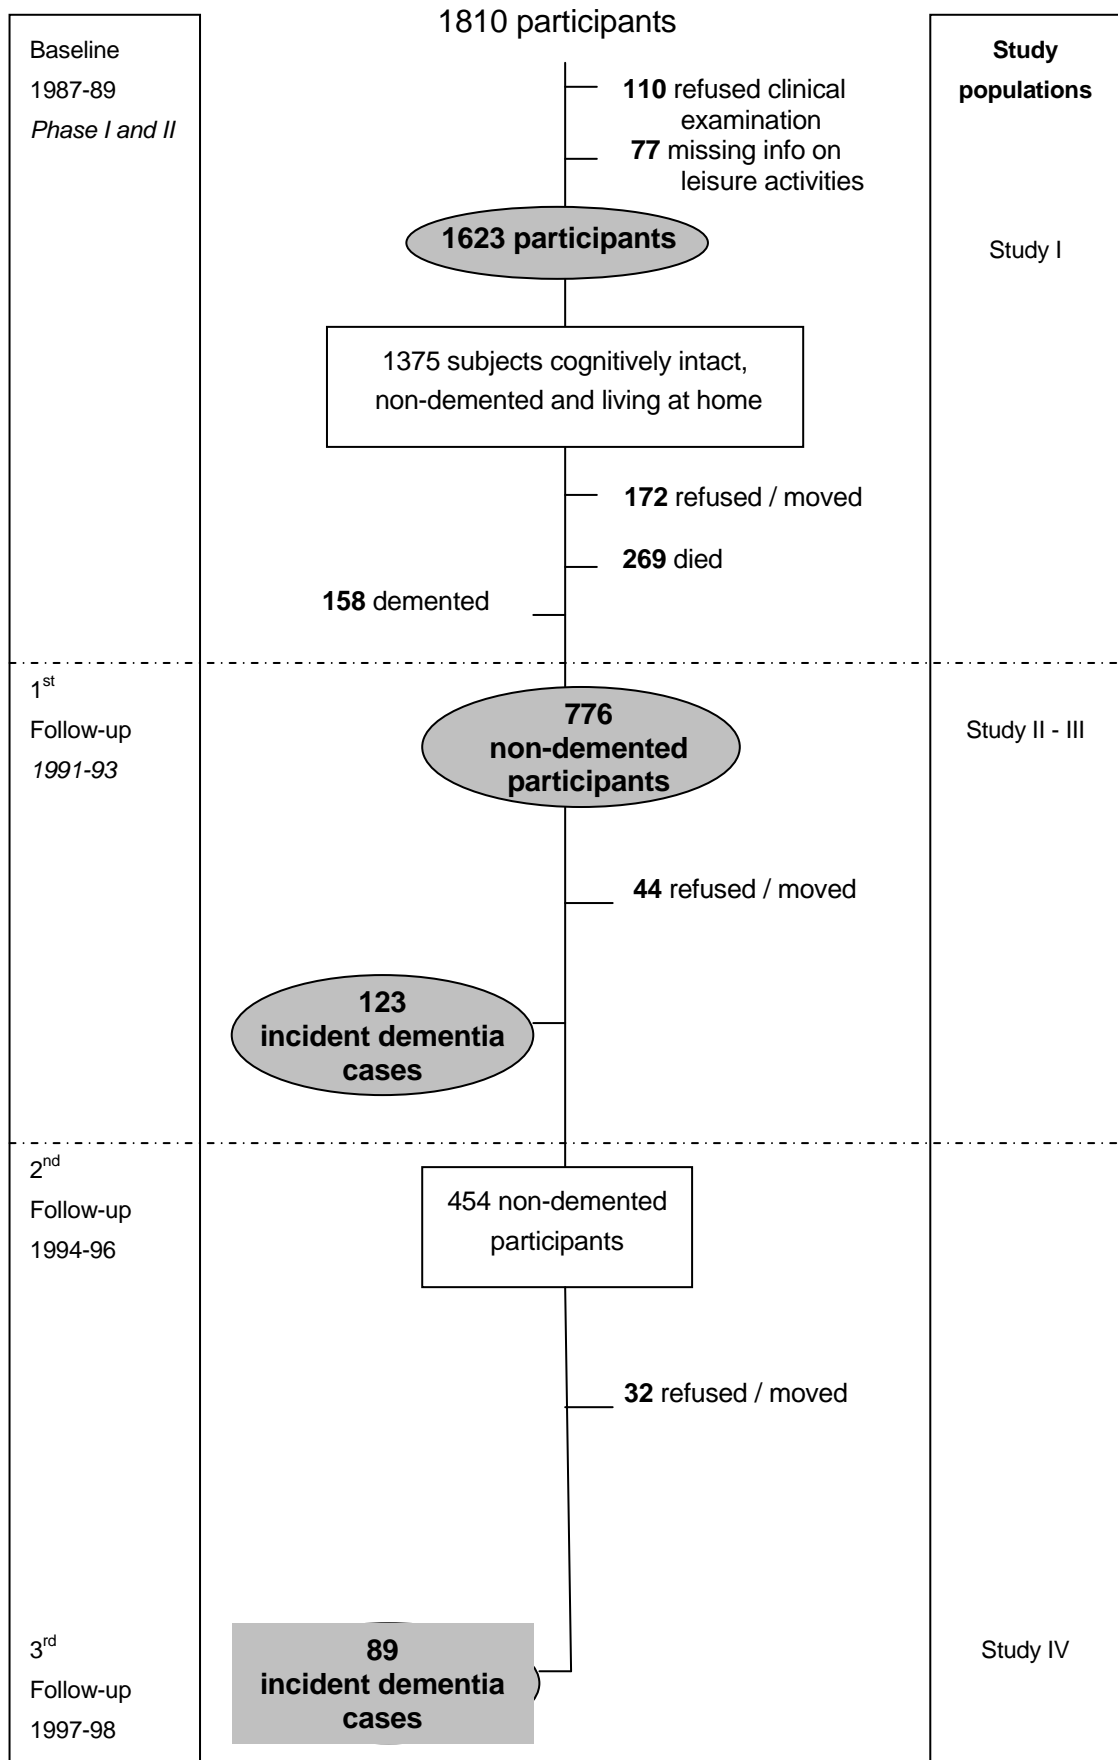 1810 participants
Baseline
1987-89
Phase I and II
Study
populations
110 refused clinical
examination
77 missing info on
leisure activities
1623 participants
Study I
1375 subjects cognitively intact,
non-demented and living at home
172 refused / moved
269 died
158 demented
1st
Follow-up
1991-93
776
non-demented
participants
Study II - III
44 refused / moved
123
incident dementia
cases
2nd
Follow-up
1994-96
454 non-demented
participants
32 refused / moved
3rd
Follow-up
1997-98
89
incident dementia
cases
Study IV